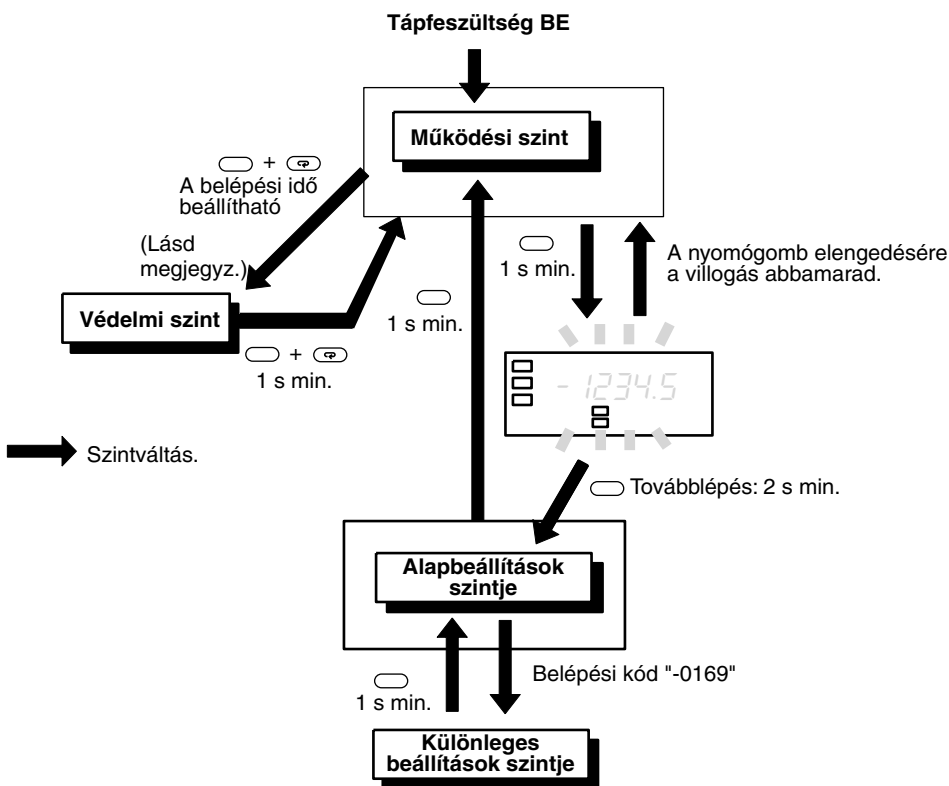 Tápfeszültség BE
Működési szint
+
A belépési idő
beállítható
(Lásd
megjegyz.)
Védelmi szint
+
1 s min.
1 s min.
1 s min.
A nyomógomb elengedésére
a villogás abbamarad.
-1234.5
Szintváltás.
Továbblépés: 2 s min.
Alapbeállítások
szintje
1 s min.
Belépési kód "-0169"
Különleges
beállítások szintje